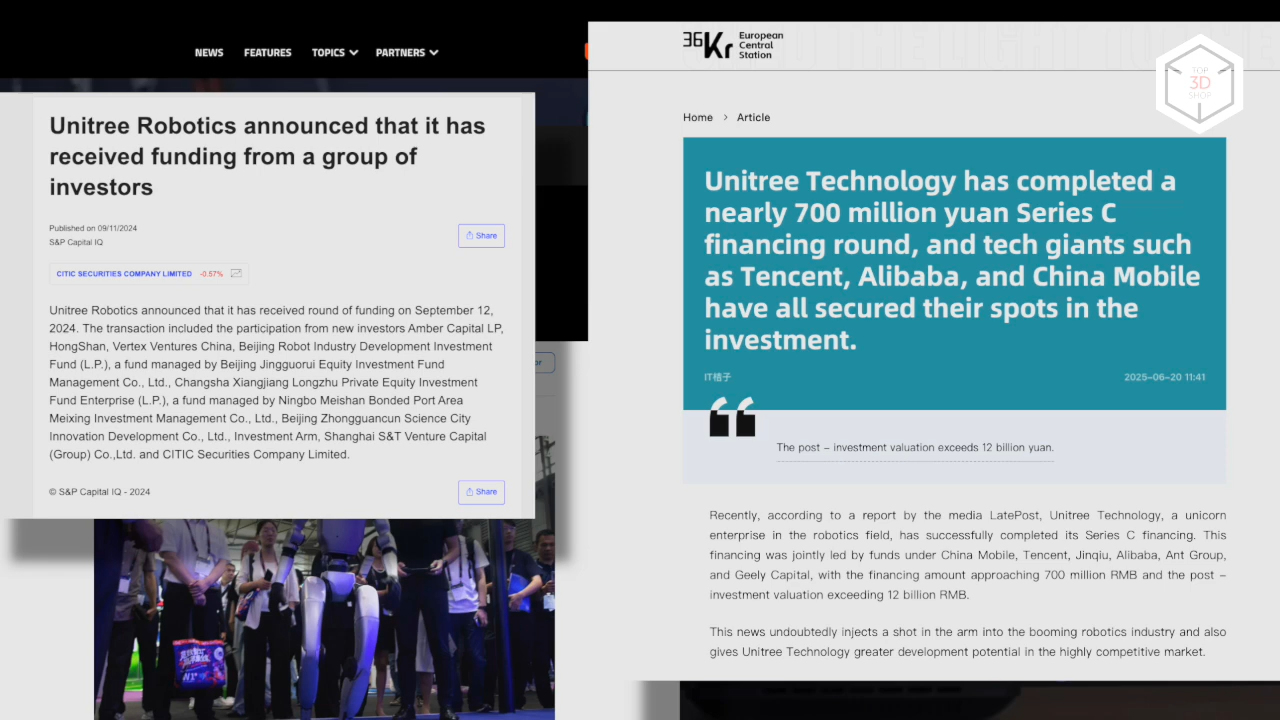 NEWS FEATURES TOPICS PARTNERS
Unitree Robotics announced that it has
received funding from a group of
investors
Published on 09/11/2024
S&P Capital IQ
Share
CITIC SECURITIES COMPANY LIMITED -0.57%
Unitree Robotics announced that it has received round of funding on September 12,
2024. The transaction included the participation from new investors Amber Capital LP,
HongShan, Vertex Ventures China, Beijing Robot Industry Development Investment
Fund (L.P.), a fund managed by Beijing Jingguorui Equity Investment Fund
Management Co., Ltd., Changsha Xiangjiang Longzhu Private Equity Investment
Fund Enterprise (L.P.), a fund managed by Ningbo Meishan Bonded Port Area
Meixing Investment Management Co., Ltd., Beijing Zhongguancun Science City
Innovation Development Co., Ltd., Investment Arm, Shanghai S&T Venture Capital
(Group) Co.,Ltd. and CITIC Securities Company Limited.
© S&P Capital IQ - 2024
Share
36Kr European
Central
Station
TOP
3D
SHOP
Home > Article
Unitree Technology has completed a
nearly 700 million yuan Series C
financing round, and tech giants such
as Tencent, Alibaba, and China Mobile
have all secured their spots in the
investment.
IT桔子
2025-06-20 11:41
The post – investment valuation exceeds 12 billion yuan.
Recently, according to a report by the media LatePost, Unitree Technology, a unicorn
enterprise in the robotics field, has successfully completed its Series C financing. This
financing was jointly led by funds under China Mobile, Tencent, Jinqiu, Alibaba, Ant Group,
and Geely Capital, with the financing amount approaching 700 million RMB and the post –
investment valuation exceeding 12 billion RMB.
This news undoubtedly injects a shot in the arm into the booming robotics industry and also
gives Unitree Technology greater development potential in the highly competitive market.